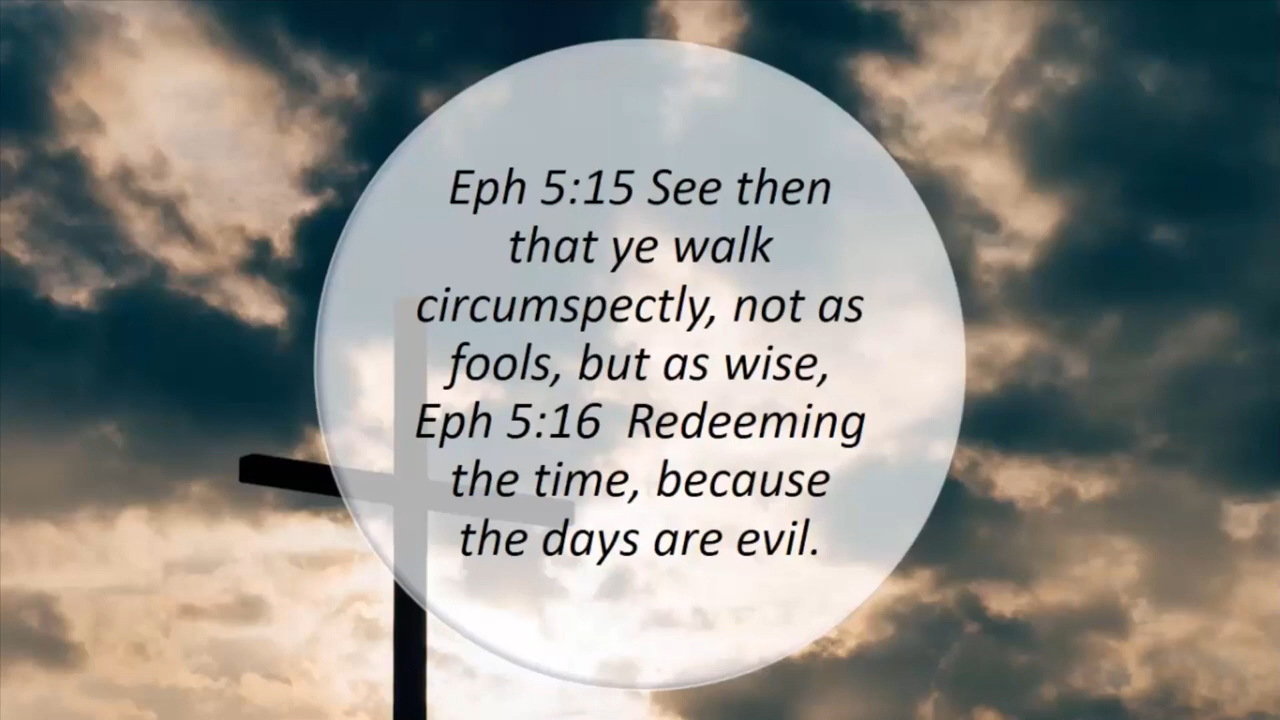 Eph 5:15 See then
that ye walk
circumspectly, not as
fools, but as wise,
Eph 5:16  Redeeming
the time, because
the days are evil.